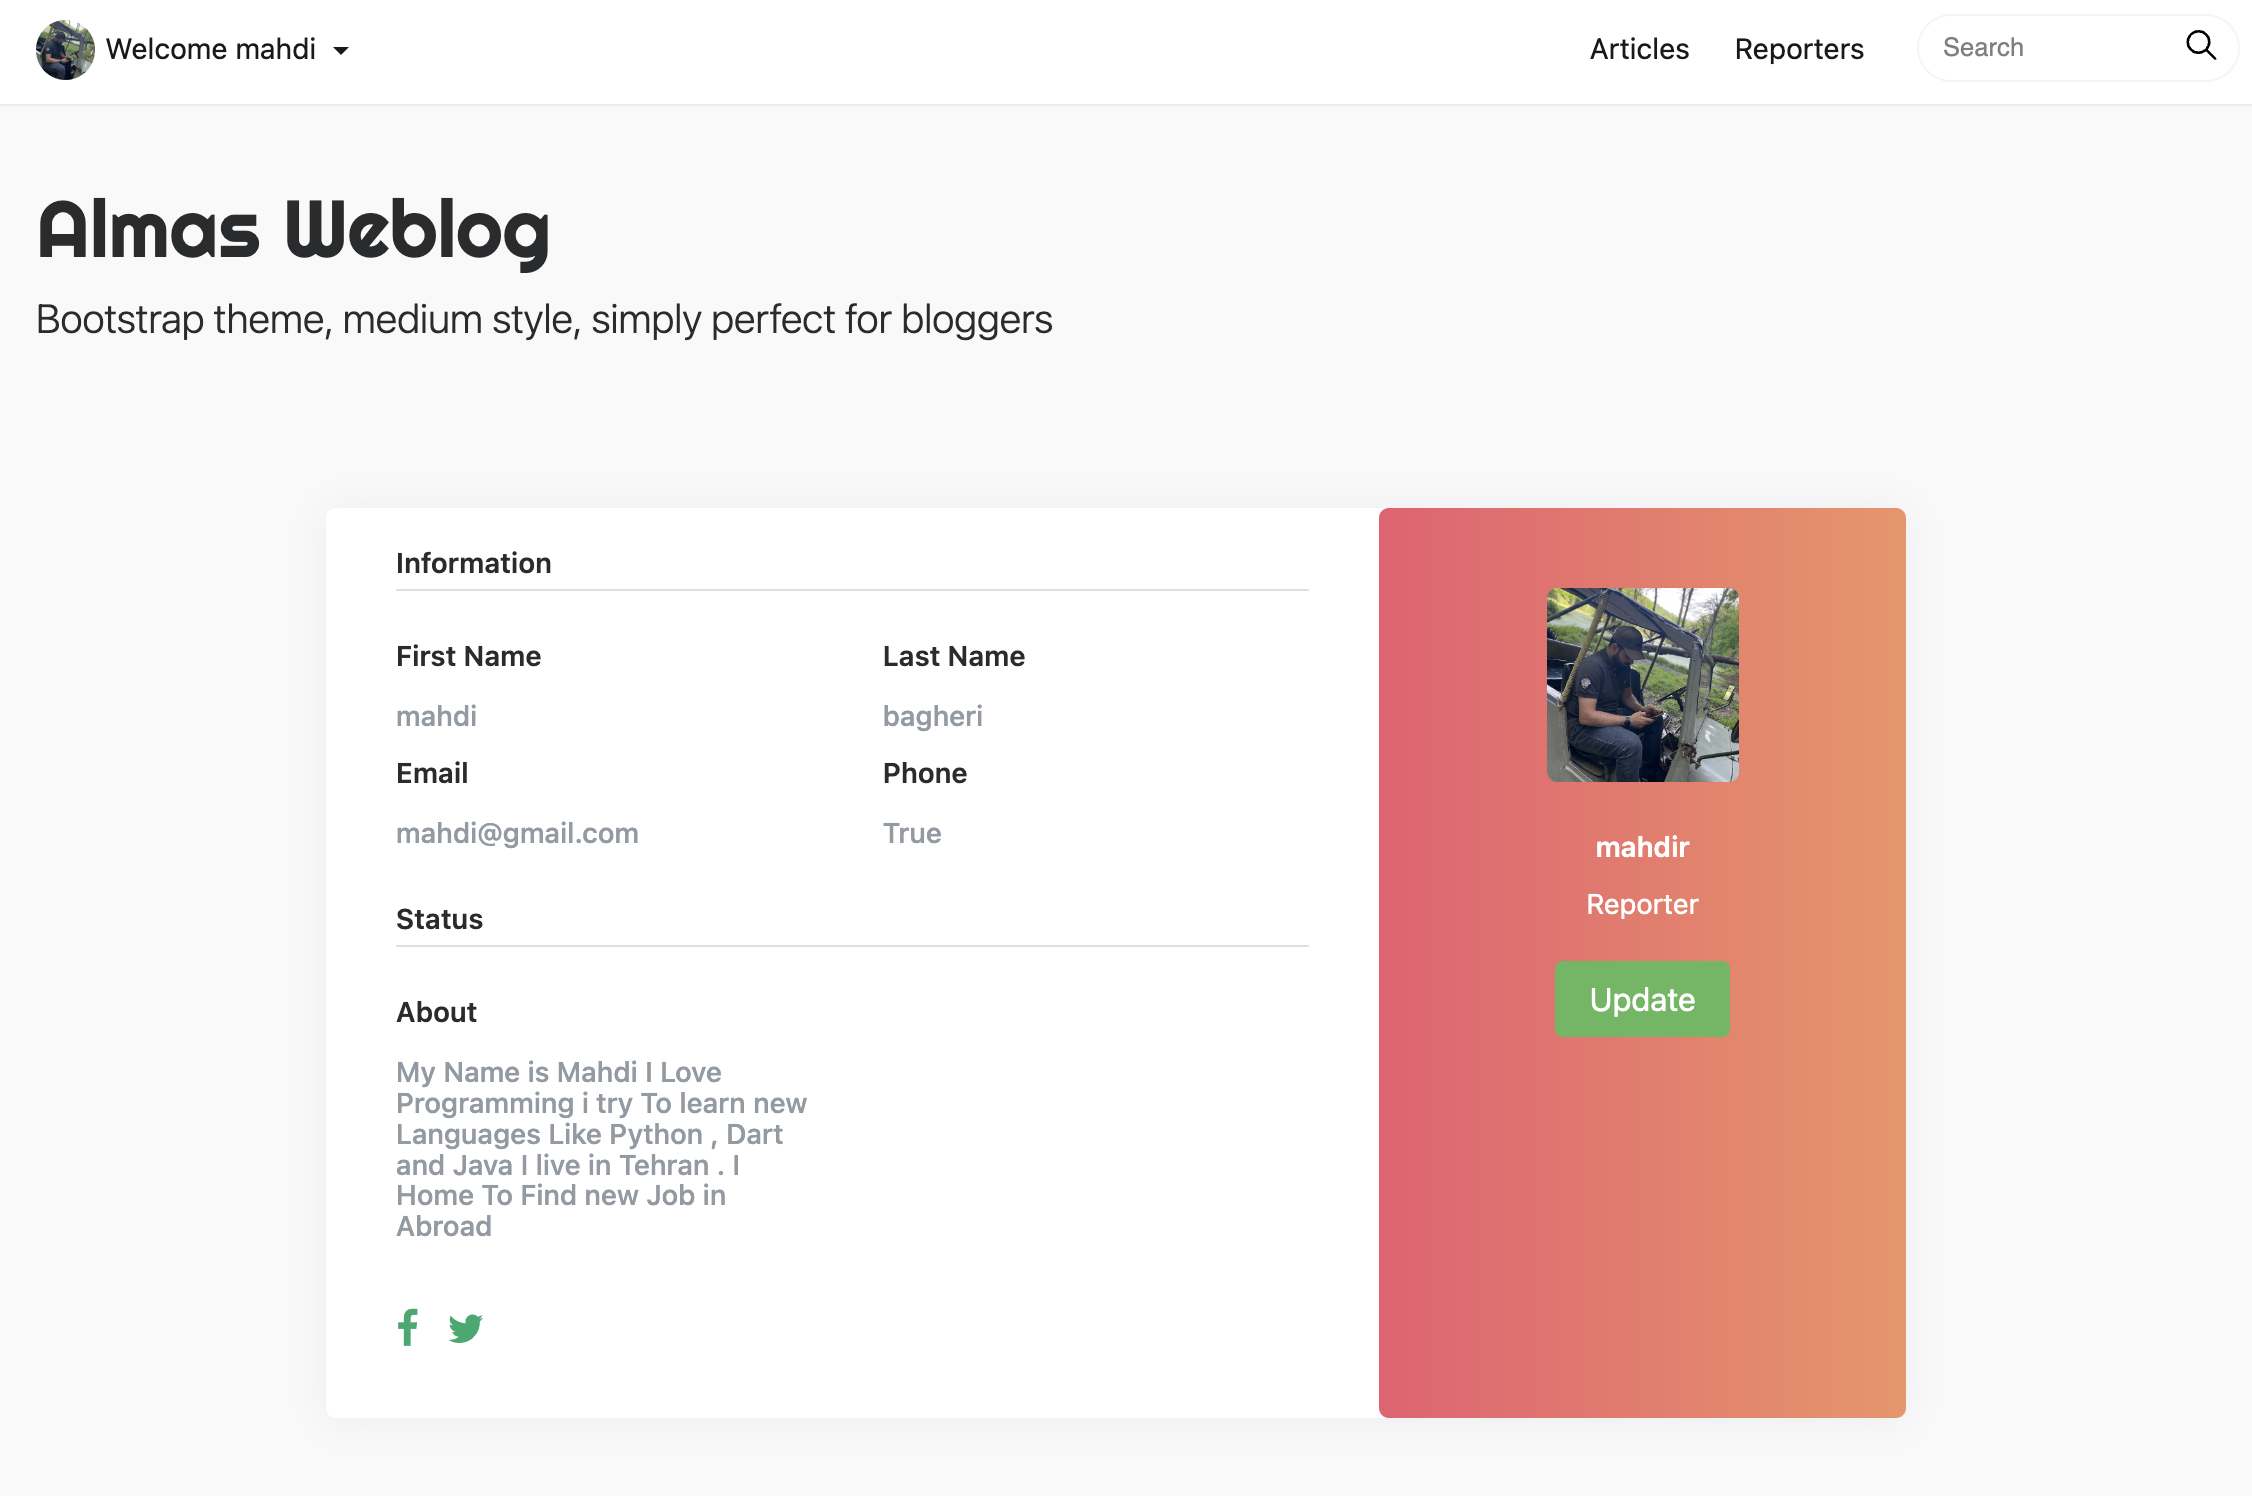 Welcome mahdi
Articles
Reporters
Search
Almas Weblog
Bootstrap theme, medium style, simply perfect for bloggers
Information
First Name
Last Name
mahdi
bagheri
Email
Phone
mahdi@gmail.com
True
Status
About
My Name is Mahdi I Love
Programming i try To learn new
Languages Like Python , Dart
and Java I live in Tehran . I
Home To Find new Job in
Abroad
mahdir
Reporter
Update